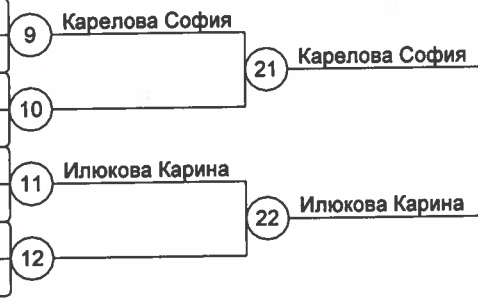 9 Карелова София
21 Карелова София
10
11 Илюкова Карина
22 Илюкова Карина
12